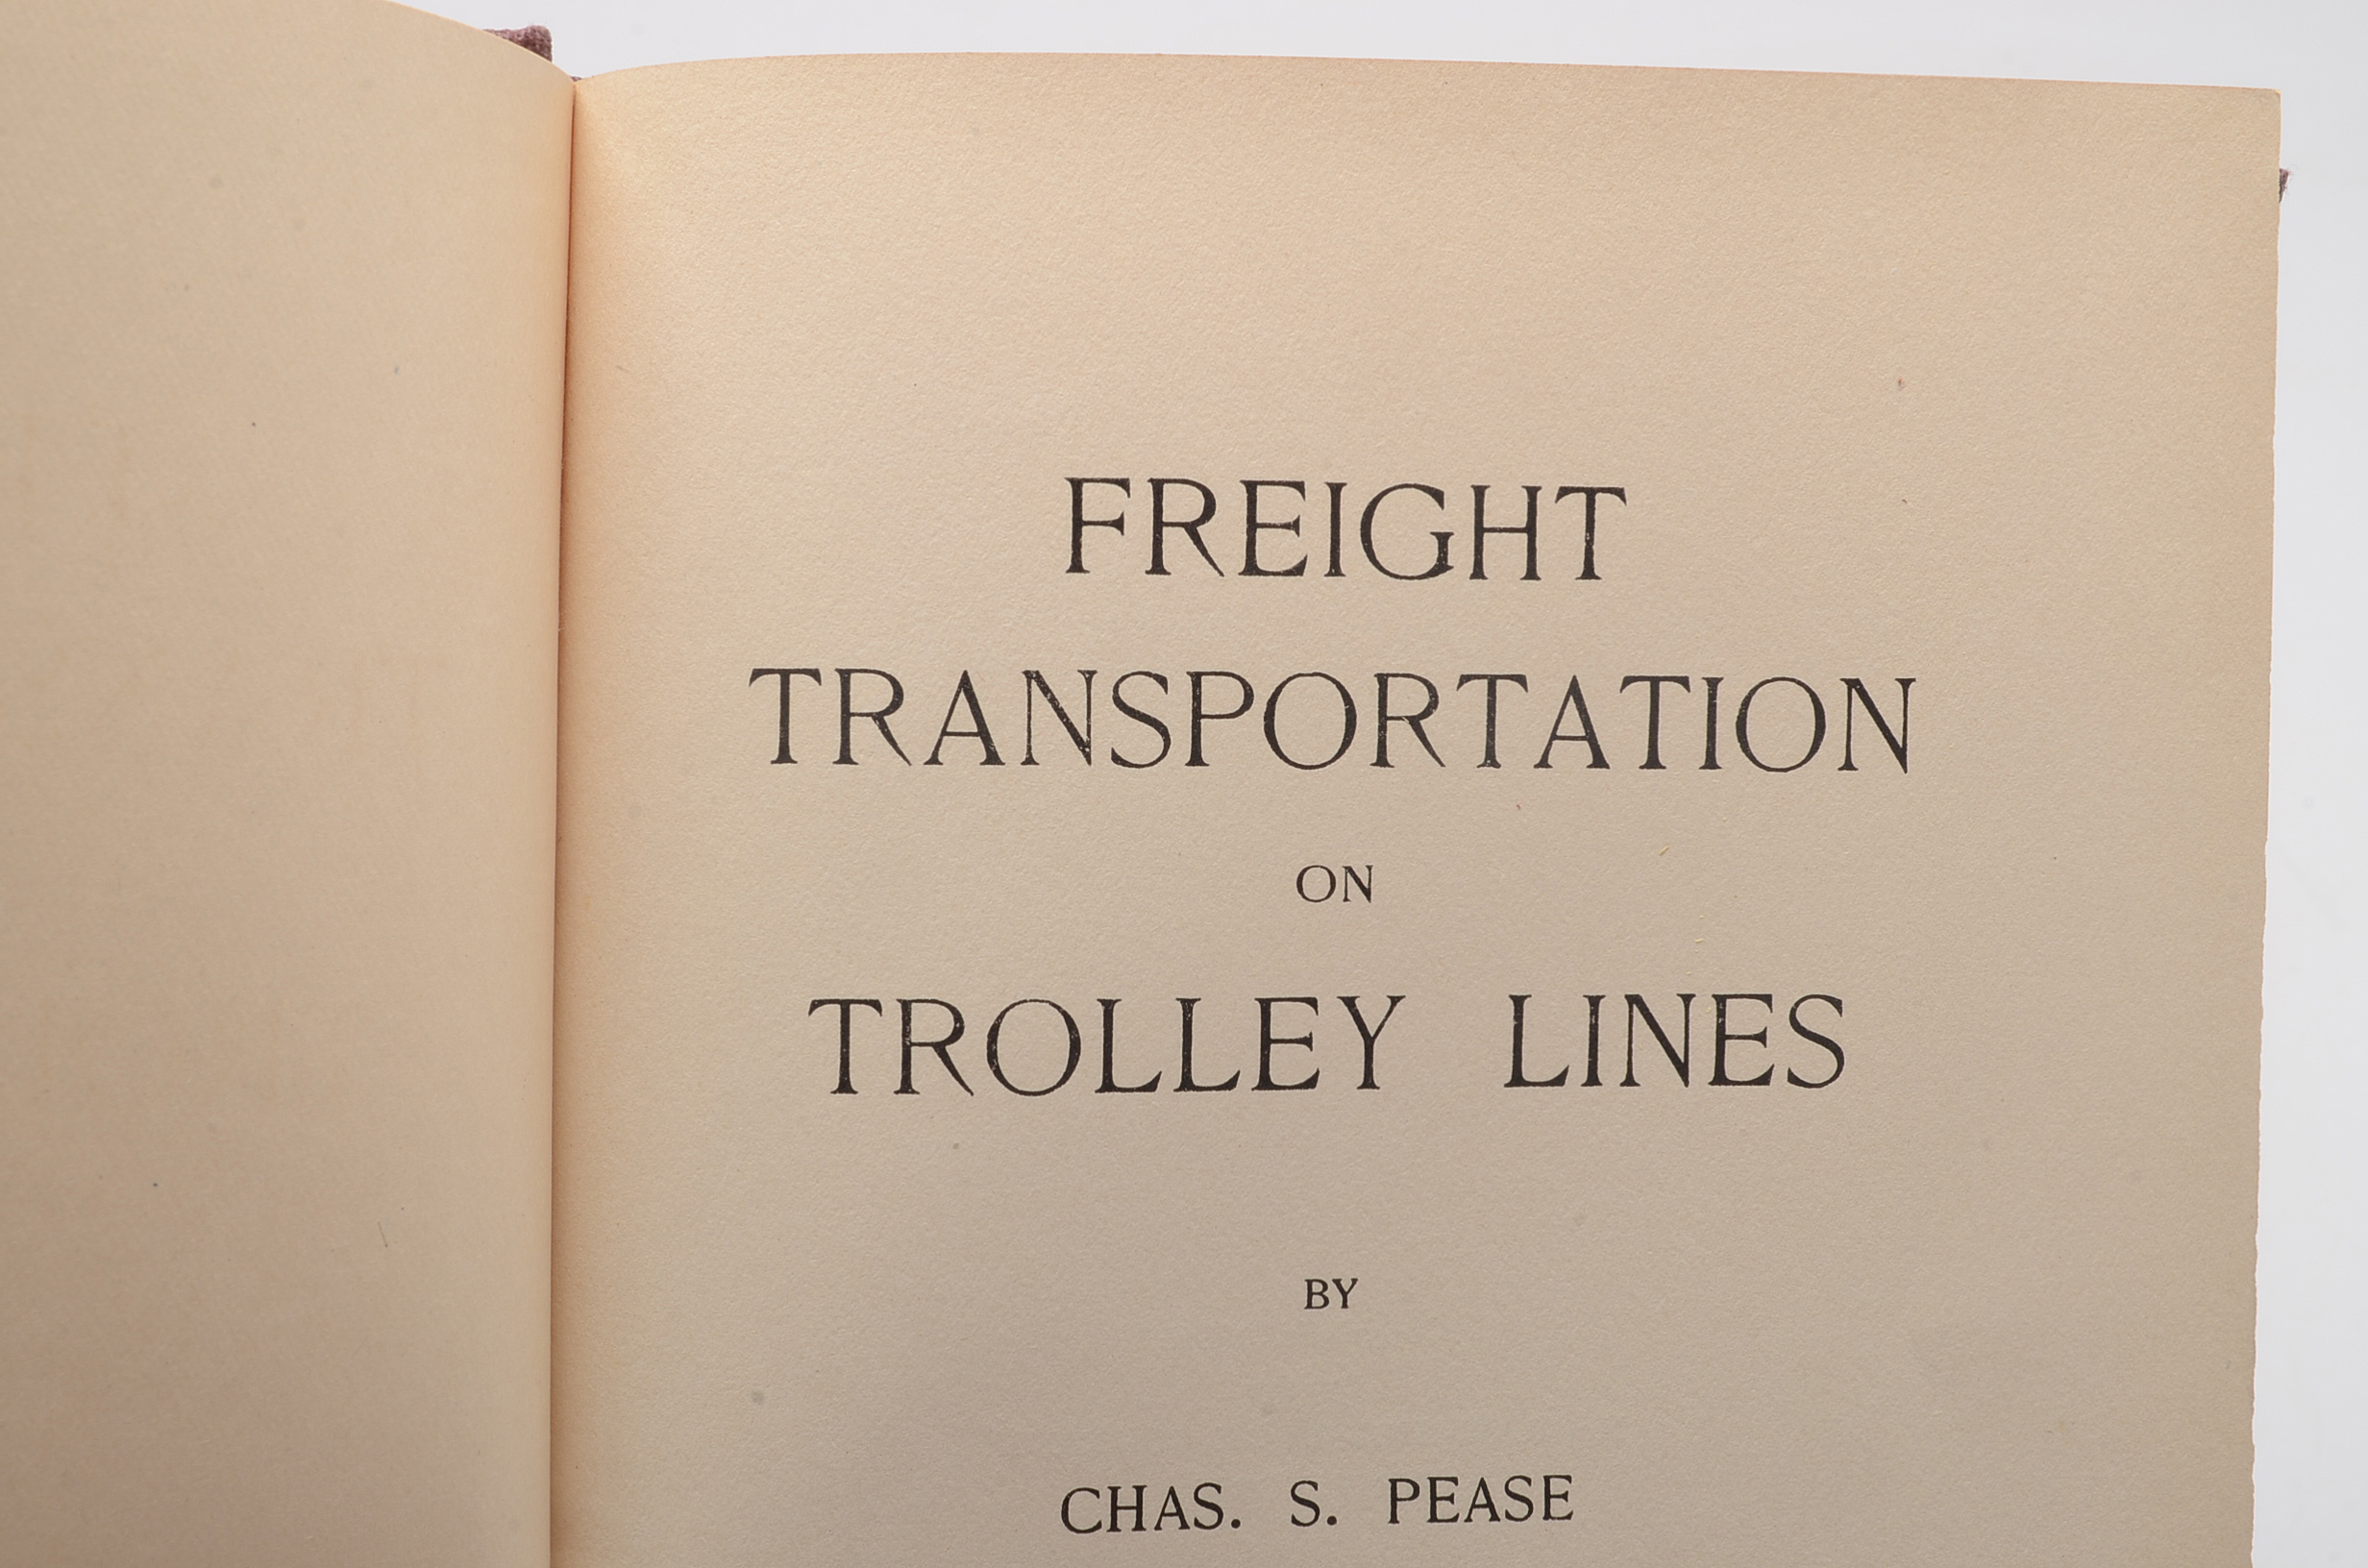 FREIGHT
TRANSPORTATION
ON
TROLLEY LINES
BY
CHAS. S. PEASE